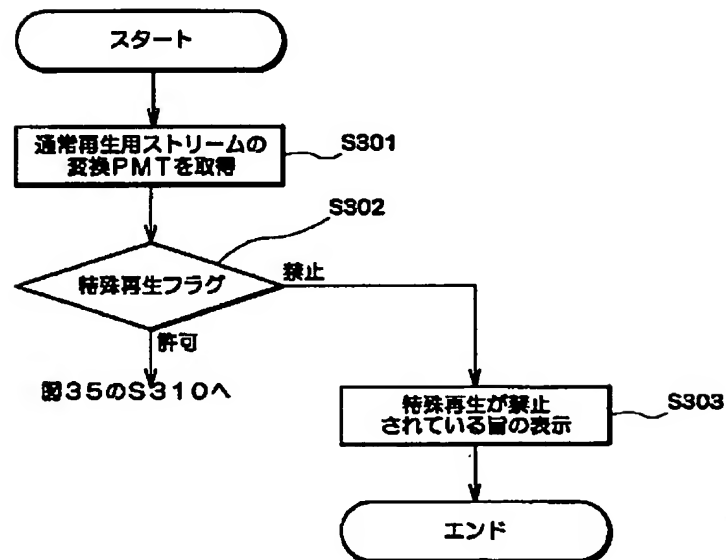 スタート
通常再生用ストリームの
変換PMTを取得
S301
S302
特殊再生フラグ
禁止
許可
図35のS310へ
特殊再生が禁止
されている旨の表示
S303
エンド